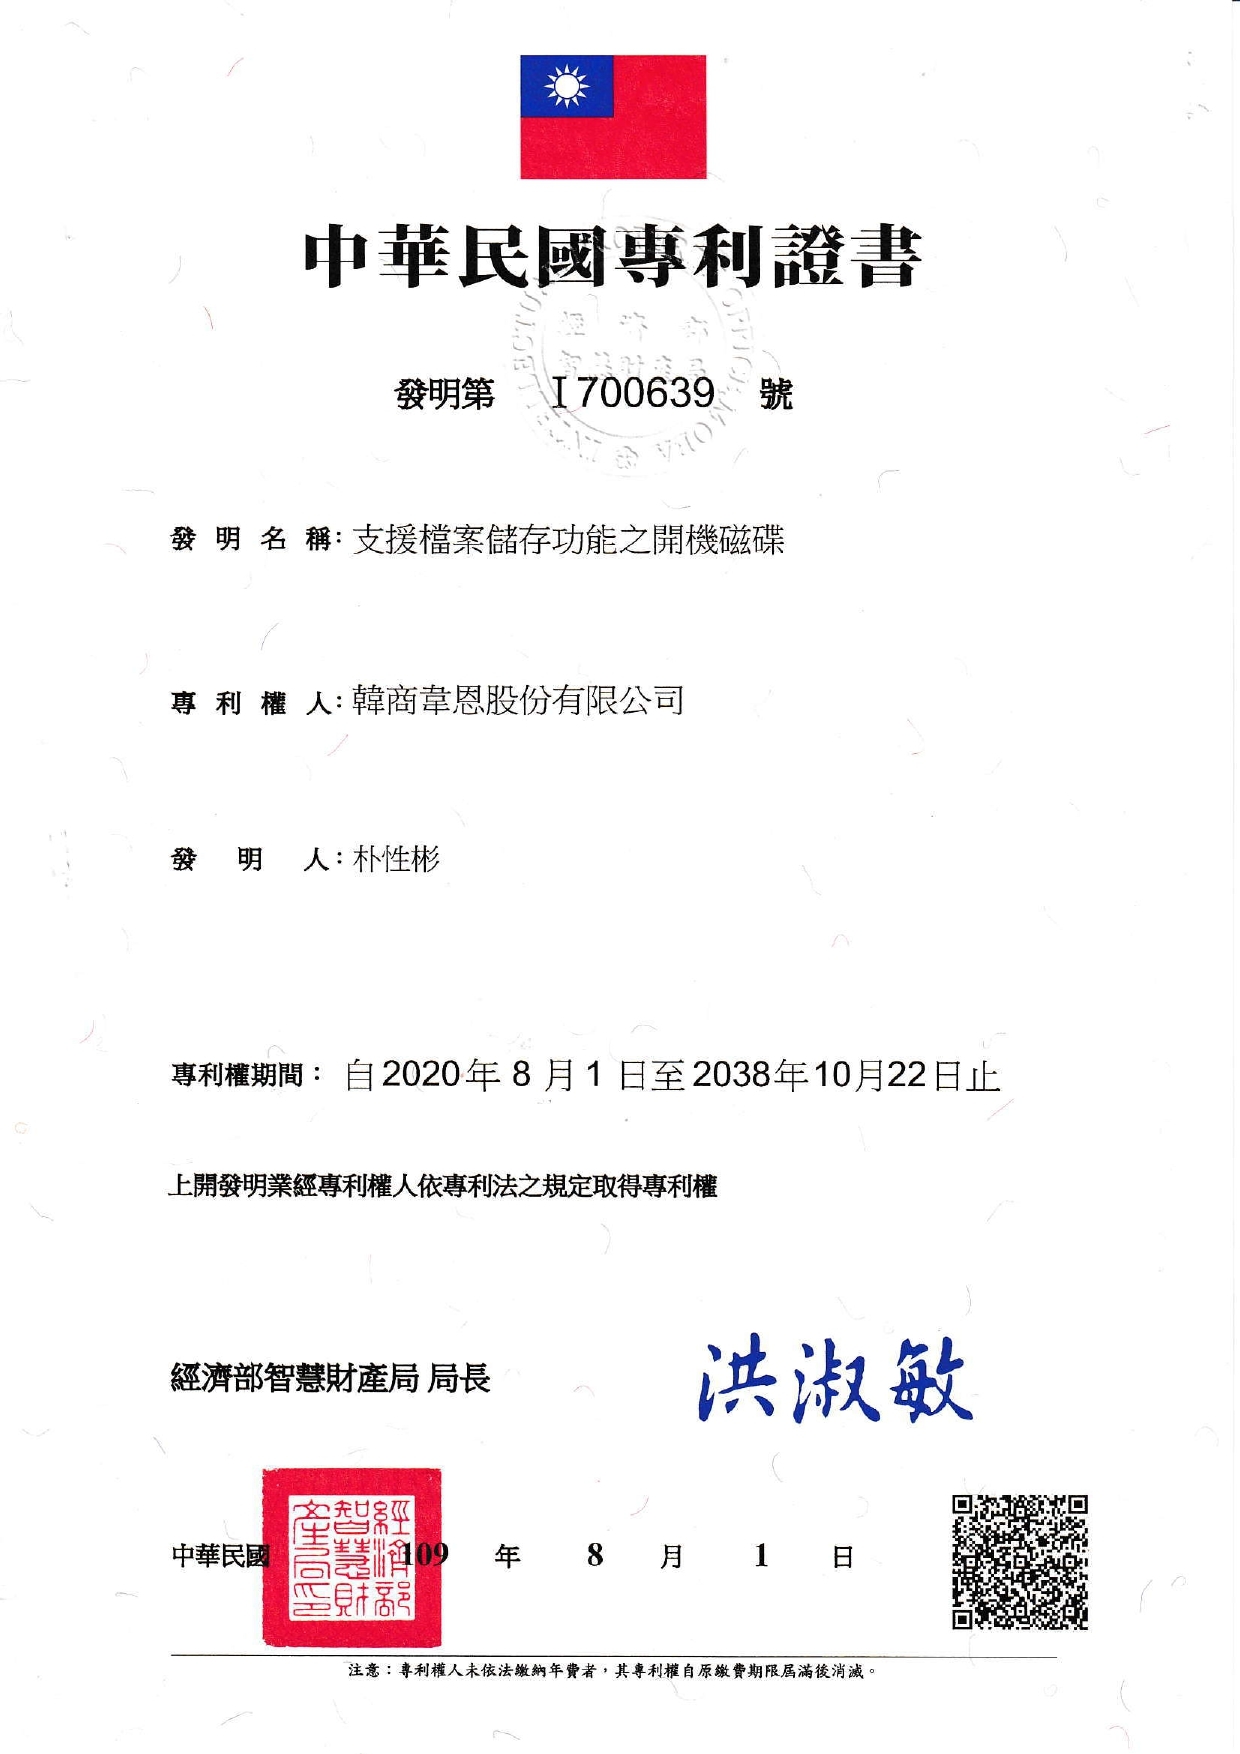 中華民國專利證書
發明第 I700639 號
發明名稱：支援檔案儲存功能之開機磁碟
專利權人：韓商韋恩股份有限公司
發明人：朴性彬
專利權期間：自2020年8月1日至2038年10月22日止
上開發明業經專利權人依專利法之規定取得專利權
經濟部智慧財產局 局長 洪淑敏
經濟部智慧財產局印
中華民國 109 年 8 月 1 日
注意：專利權人未依法繳納年費者，其專利權自原繳費期限屆滿後消滅。